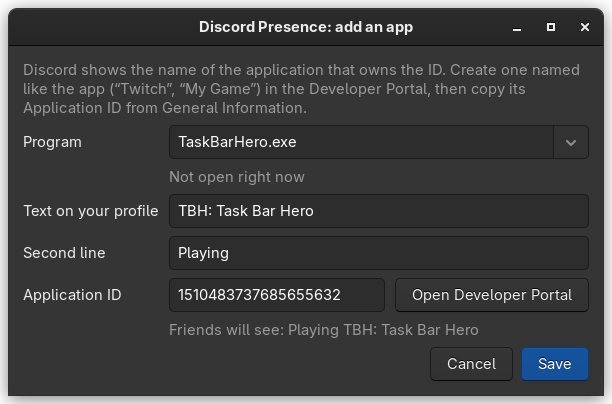 Discord Presence: add an app
Discord shows the name of the application that owns the ID. Create one named
like the app (“Twitch”, “My Game”) in the Developer Portal, then copy its
Application ID from General Information.
Program
TaskBarHero.exe
Not open right now
Text on your profile
TBH: Task Bar Hero
Second line
Playing
Application ID
1510483737685655632
Open Developer Portal
Friends will see: Playing TBH: Task Bar Hero
Cancel
Save